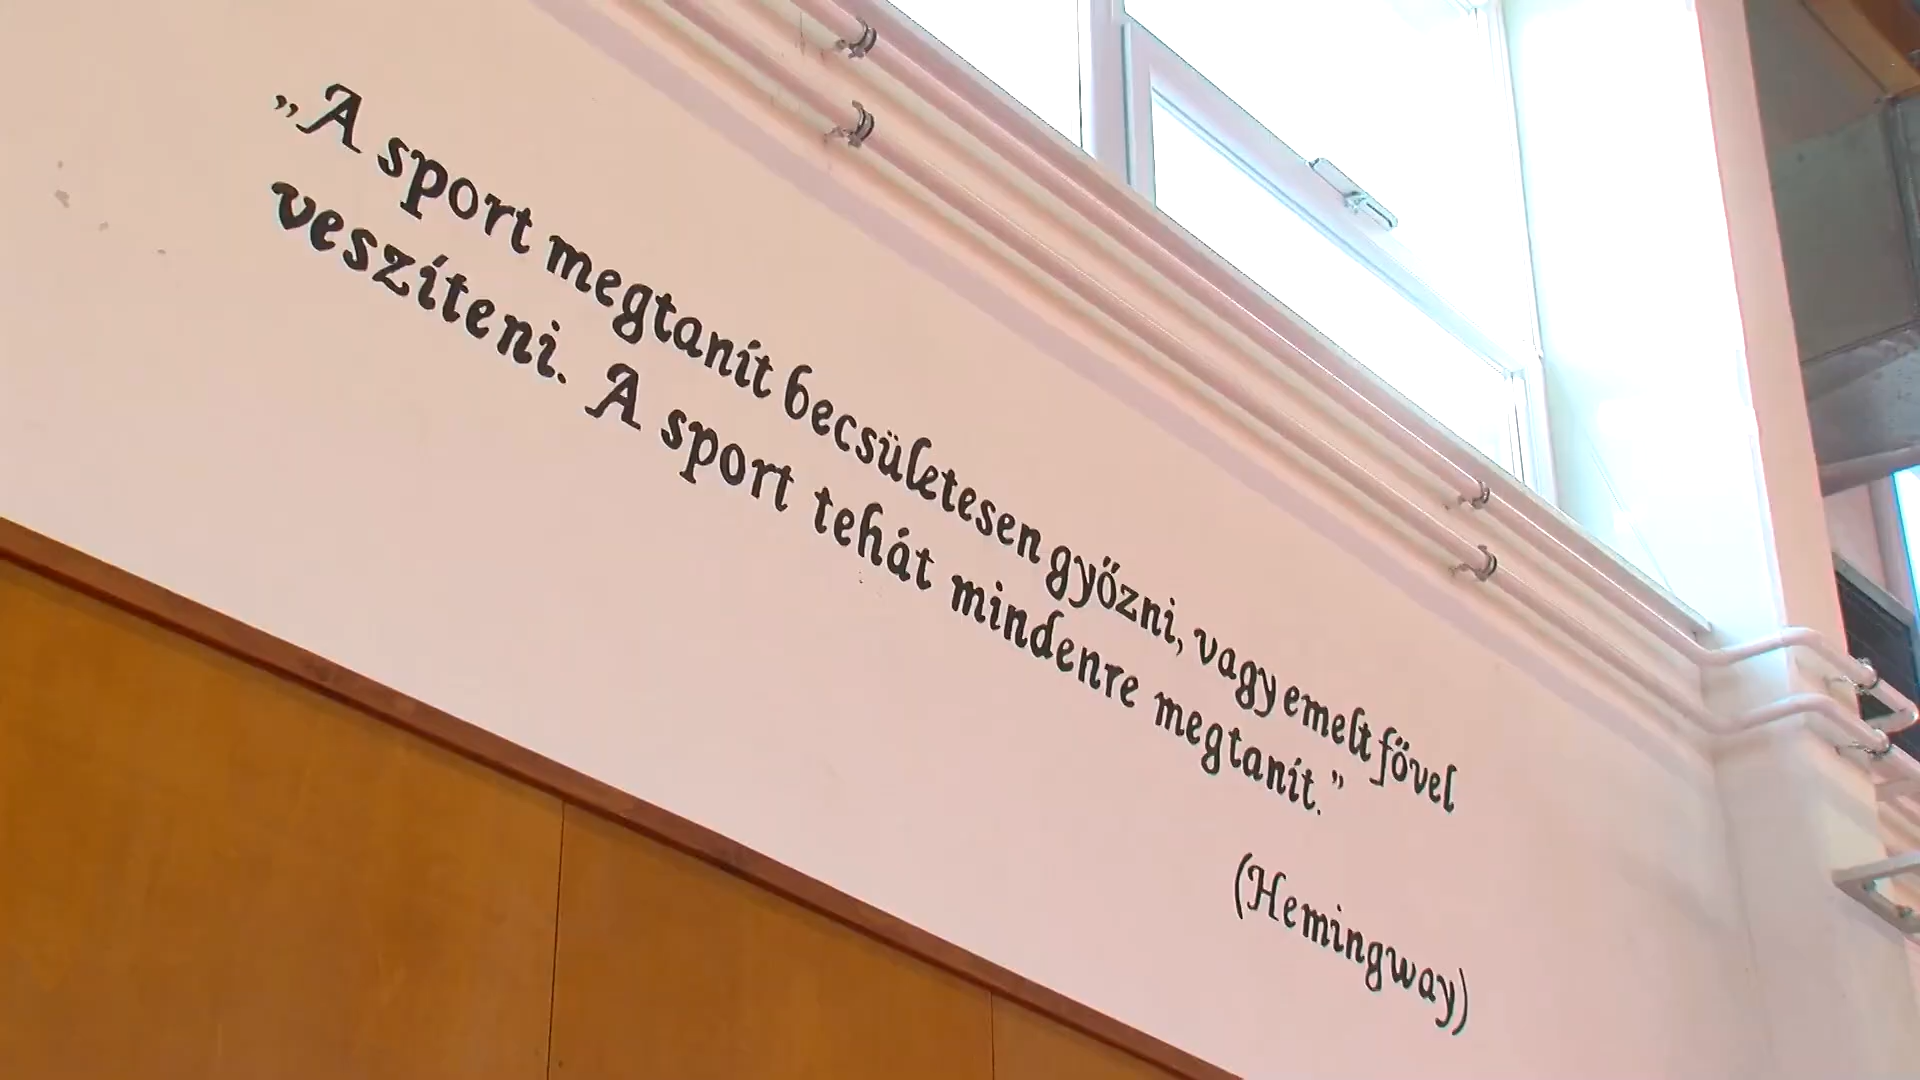 „A sport megtanít becsületesen győzni, vagy emelt fővel
veszíteni. A sport tehát mindenre megtanít.”
(Hemingway)